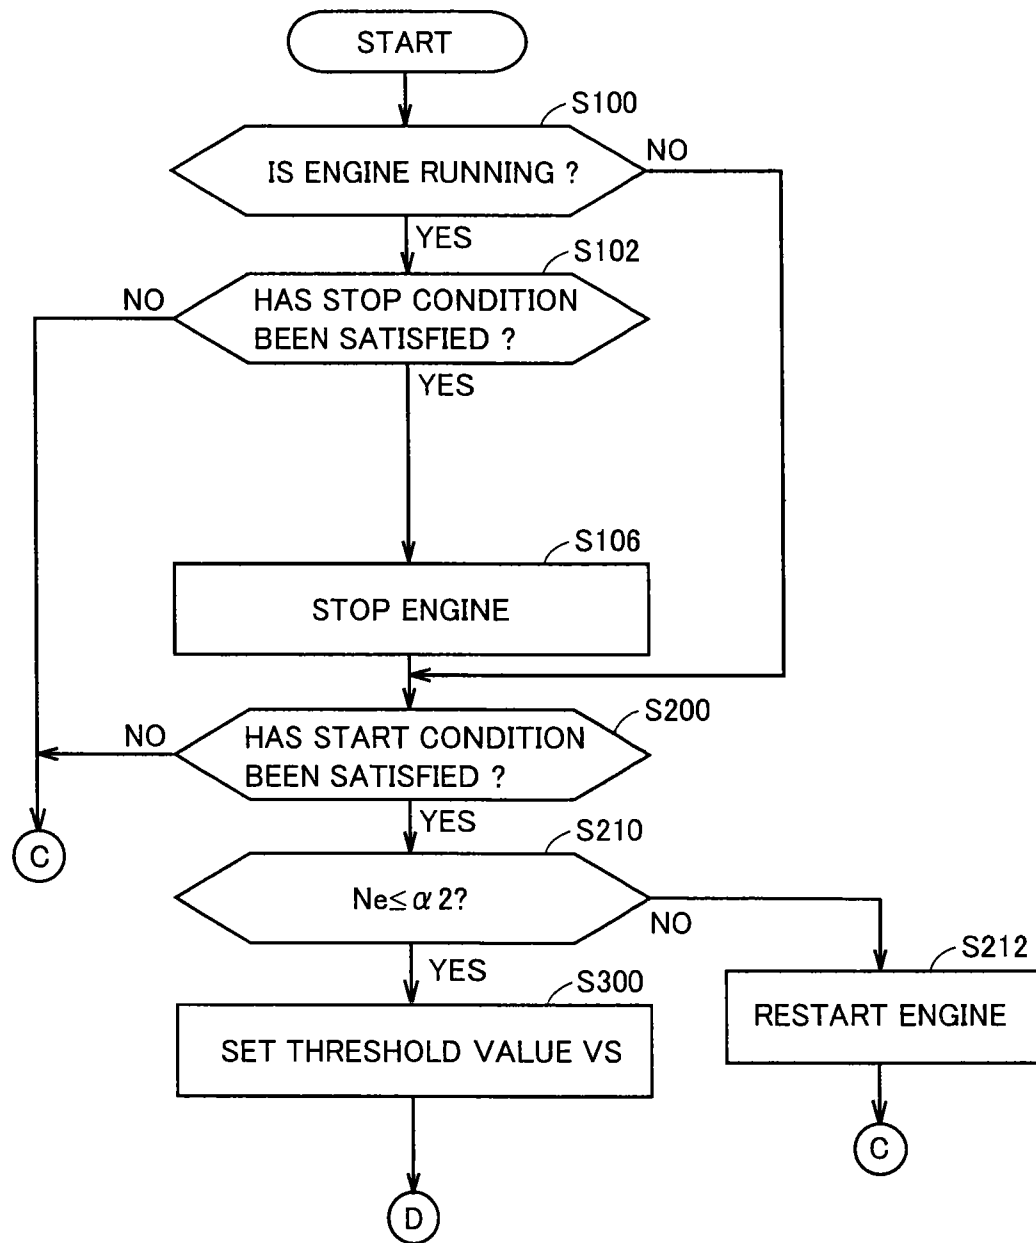 START
S100
IS ENGINE RUNNING ?
NO
YES
S102
NO
HAS STOP CONDITION
BEEN SATISFIED ?
YES
S106
STOP ENGINE
S200
NO
HAS START CONDITION
BEEN SATISFIED ?
YES
S210
C
Ne≤α2?
NO
YES
S212
S300
RESTART ENGINE
SET THRESHOLD VALUE VS
C
D